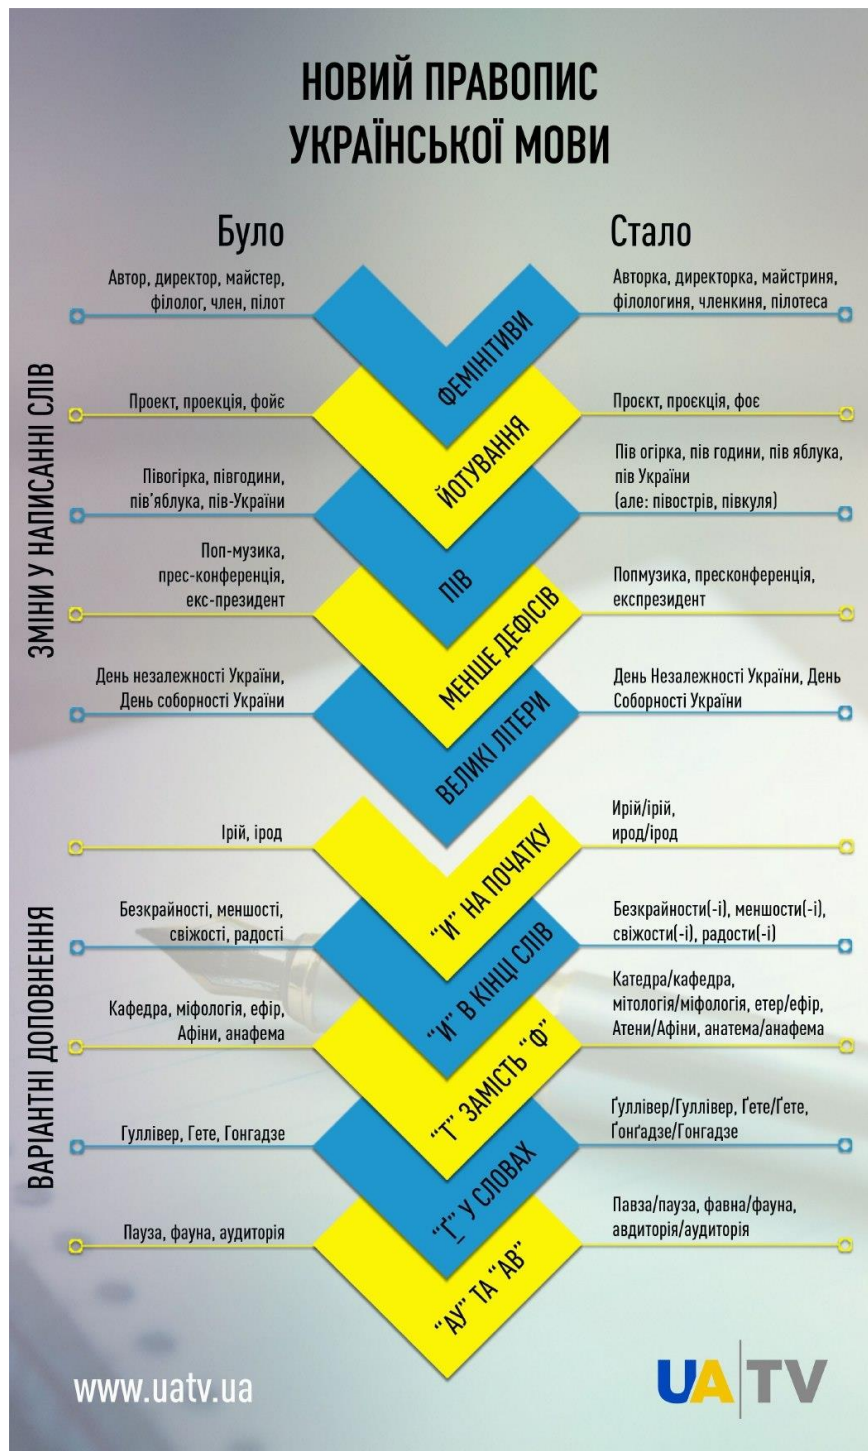 НОВИЙ ПРАВОПИС
УКРАЇНСЬКОЇ МОВИ
Було
Стало
ЗМІНИ У НАПИСАННІ СЛІВ
Автор, директор, майстер,
філолог, член, пілот
ФЕМІНІТИВИ
Авторка, директорка, майстриня,
філологиня, членкиня, пілотеса
Проект, проекція, фойє
ЙОТУВАННЯ
Проєкт, проєкція, фоє
Півогірка, півгодини,
пів’яблука, пів-України
ПІВ
Пів огірка, пів години, пів яблука,
пів України
(але: півострів, півкуля)
Поп-музика,
прес-конференція,
екс-президент
МЕНШЕ ДЕФІСІВ
Попмузика, пресконференція,
експрезидент
День незалежності України,
День соборності України
ВЕЛИКІ ЛІТЕРИ
День Незалежності України, День
Соборності України
ВАРІАНТНІ ДОПОВНЕННЯ
Ірій, ірод
“И” НА ПОЧАТКУ
Ирій/ірій,
ирод/ірод
Безкрайності, меншості,
свіжості, радості
“И” В КІНЦІ СЛІВ
Безкрайности(-і), меншости(-і),
свіжости(-і), радости(-і)
Кафедра, міфологія, ефір,
Афіни, анафема
“Т” ЗАМІСТЬ “Ф”
Катедра/кафедра,
мітологія/міфологія, етер/ефір,
Атени/Афіни, анатема/анафема
Гуллівер, Гете, Гонгадзе
“Ґ” У СЛОВАХ
Ґуллівер/Гуллівер, Ґете/Ґете,
Ґонґадзе/Гонгадзе
Пауза, фауна, аудиторія
“АУ” ТА “АВ”
Павза/пауза, фавна/фауна,
авдиторія/аудиторія
www.uatv.ua
UA TV